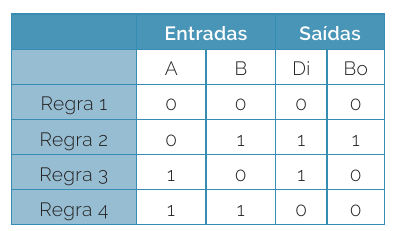 Entradas Saídas
A B Di Bo
Regra 1 0 0 0 0
Regra 2 0 1 1 1
Regra 3 1 0 1 0
Regra 4 1 1 0 0